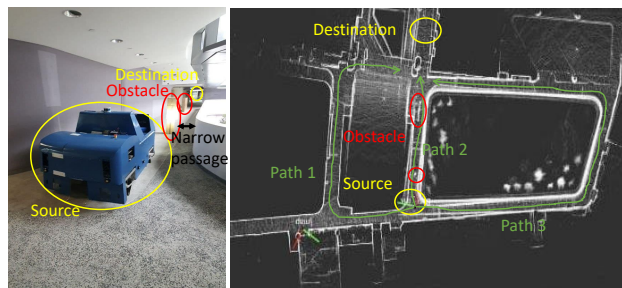 Destination
Obstacle
Narrow
passage
Source
Destination
Obstacle
Path 2
Path 1
Source
Path 3